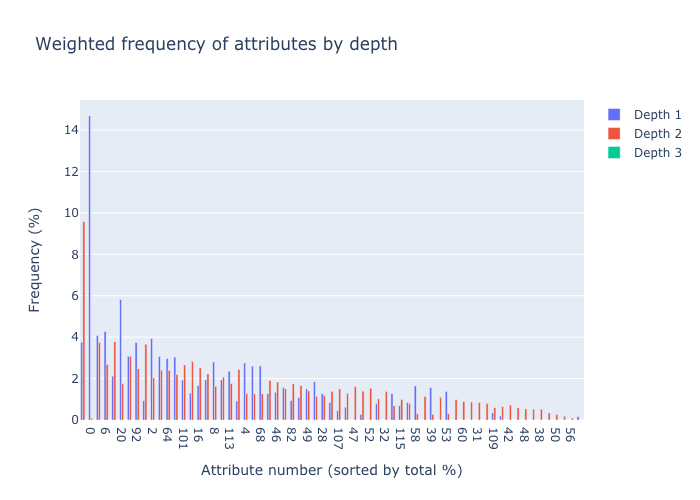 Weighted frequency of attributes by depth
Depth 1
Depth 2
Depth 3
Frequency (%)
14
12
10
8
6
4
2
0
0 6 20 92 2 64 101 16 8 113 4 68 46 82 49 28 107 47 52 32 115 58 39 53 60 31 109 42 48 38 50 56
Attribute number (sorted by total %)